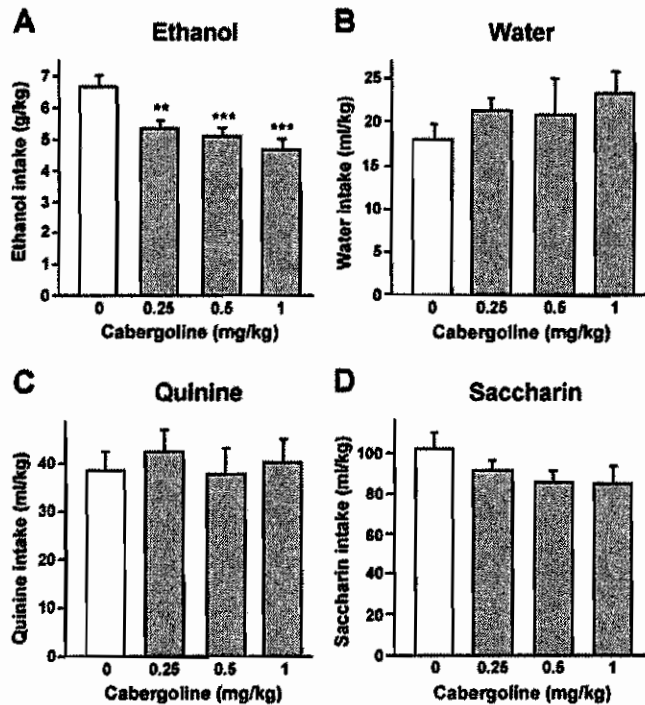 A
Ethanol
Ethanol intake (g/kg)
7
6
5
4
3
2
1
0
**
***
***
0
0.25
0.5
1
Cabergoline (mg/kg)
B
Water
Water intake (ml/kg)
25
20
15
10
5
0
0
0.25
0.5
1
Cabergoline (mg/kg)
C
Quinine
Quinine intake (ml/kg)
40
30
20
10
0
0
0.25
0.5
1
Cabergoline (mg/kg)
D
Saccharin
Saccharin intake (ml/kg)
100
80
60
40
20
0
0
0.25
0.5
1
Cabergoline (mg/kg)